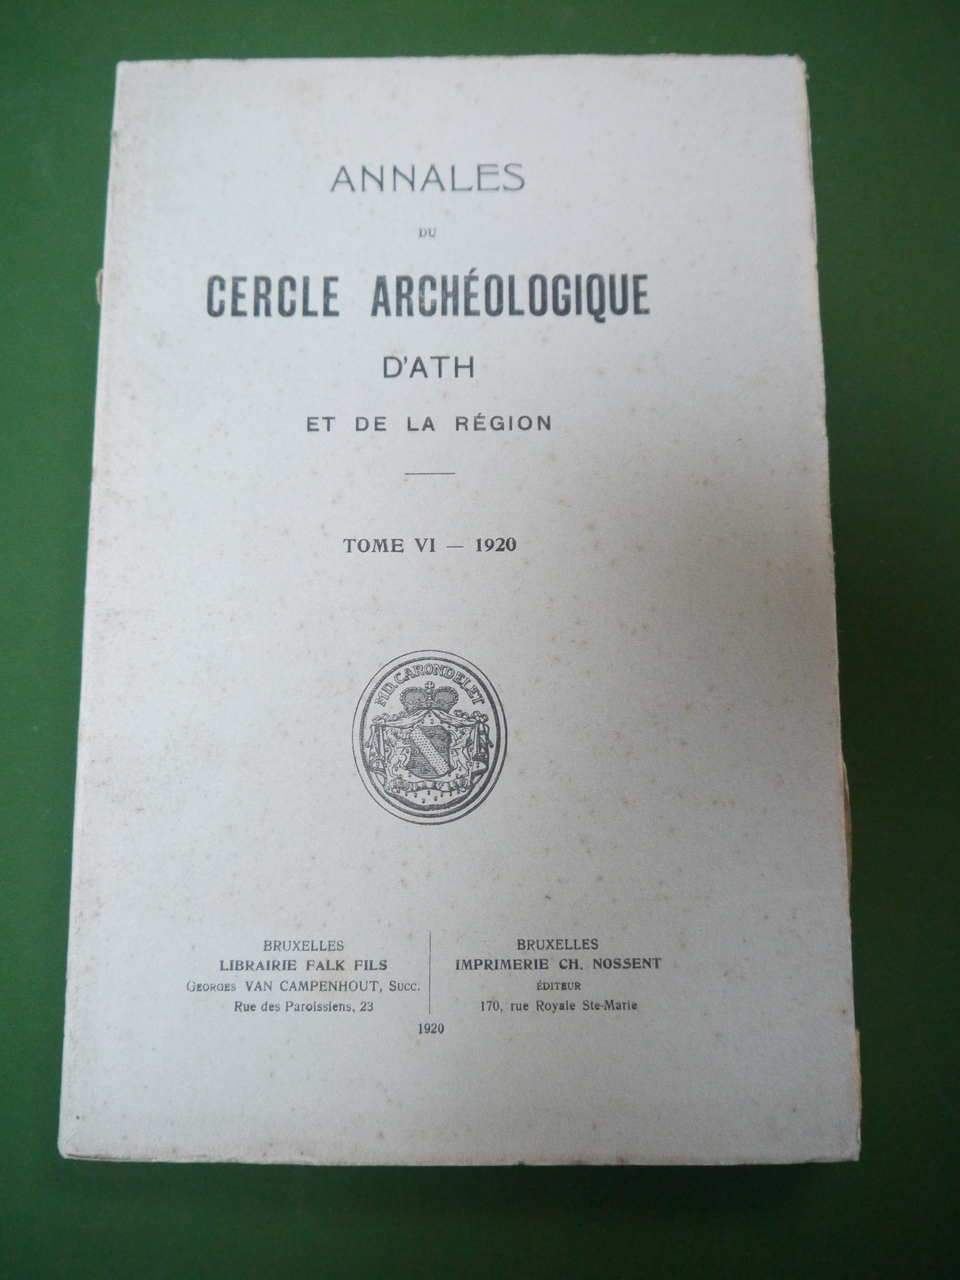 ANNALES
DU
CERCLE ARCHÉOLOGIQUE
D'ATH
ET DE LA RÉGION
TOME VI — 1920
MD. CARONDELET
BRUXELLES
LIBRAIRIE FALK FILS
GEORGES VAN CAMPENHOUT, SUCC.
Rue des Paroissiens, 23
BRUXELLES
IMPRIMERIE CH. NOSSENT
ÉDITEUR
170, rue Royale Ste-Marie
1920